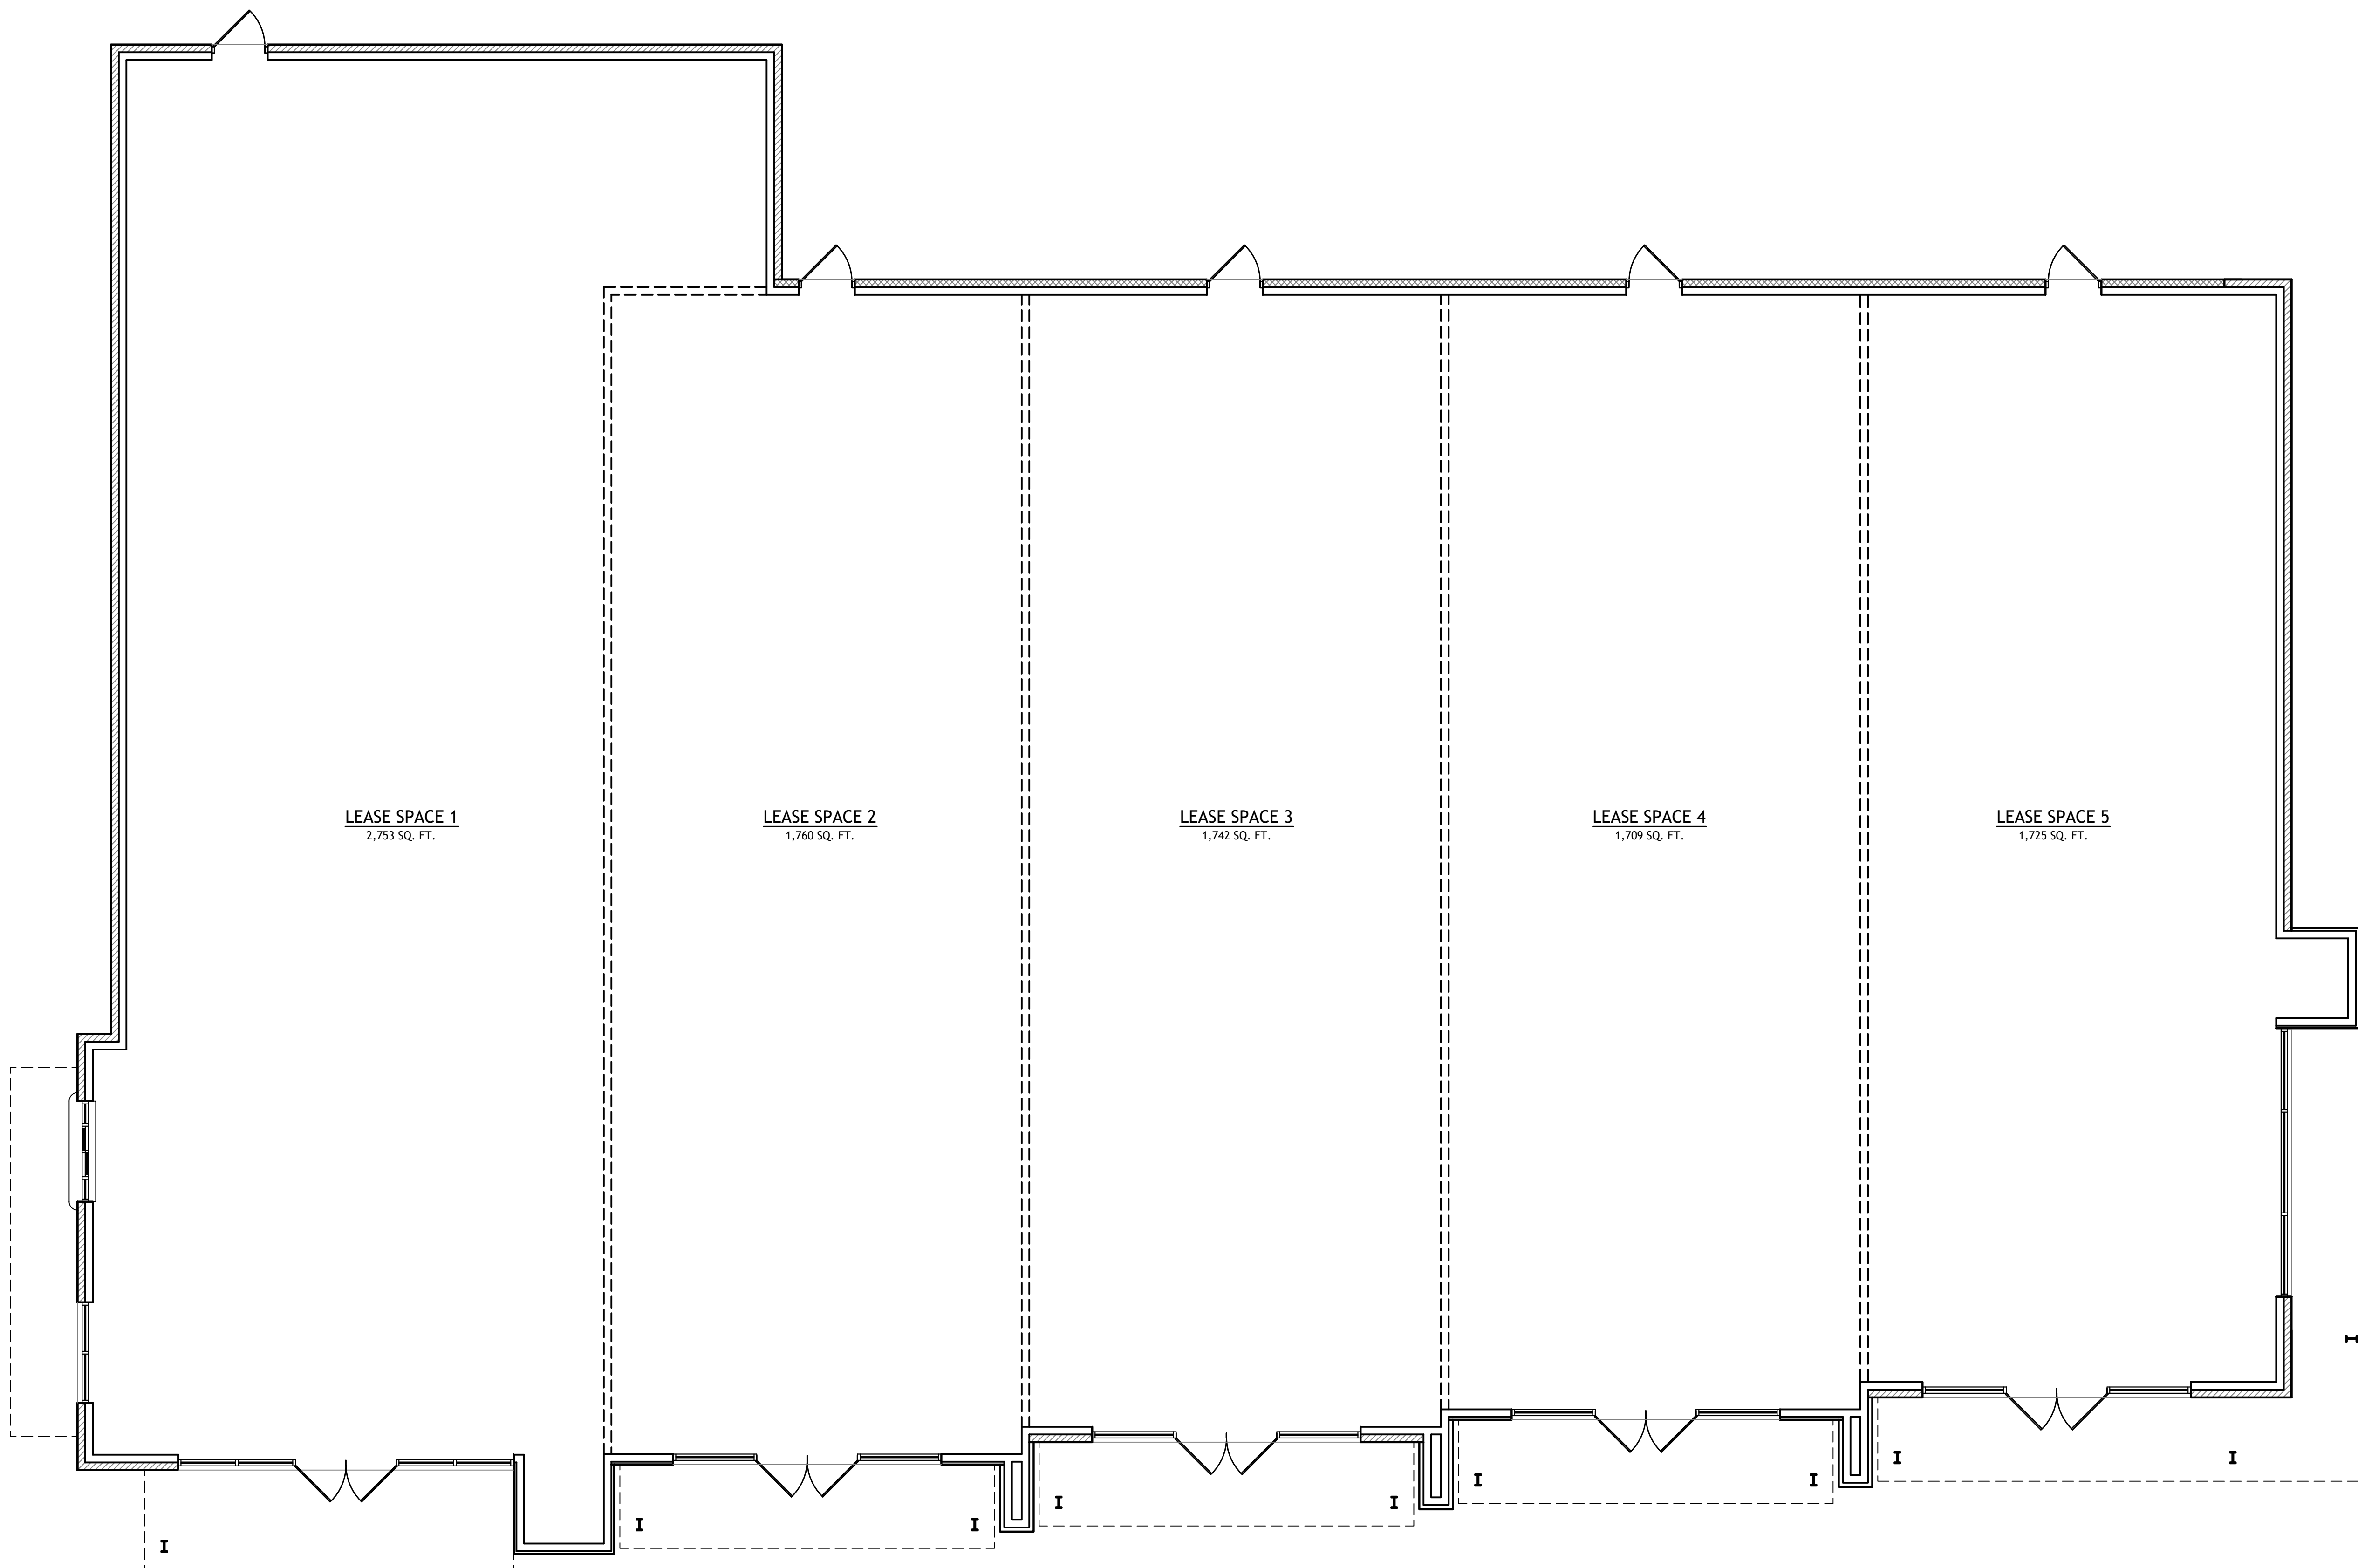 LEASE SPACE 1
2,753 SQ. FT.
LEASE SPACE 2
1,760 SQ. FT.
LEASE SPACE 3
1,742 SQ. FT.
LEASE SPACE 4
1,709 SQ. FT.
LEASE SPACE 5
1,725 SQ. FT.